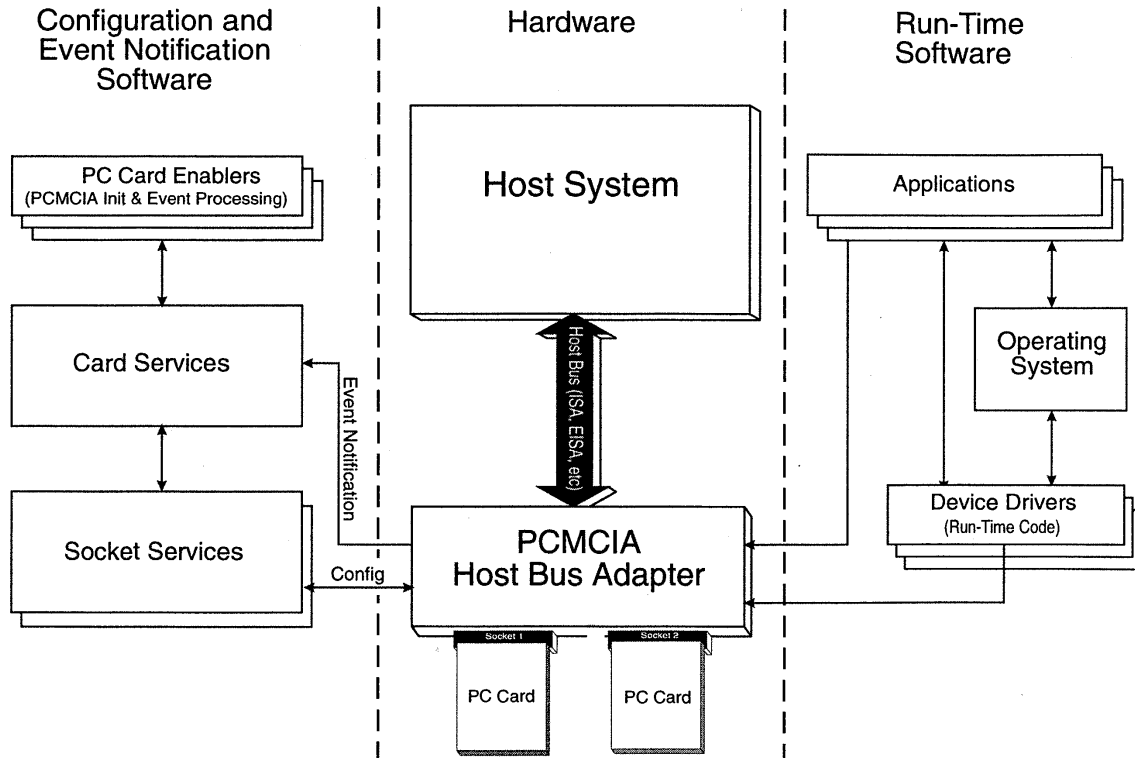 Configuration and
Event Notification
Software
Hardware
Run-Time
Software
PC Card Enablers
(PCMCIA Init & Event Processing)
Host System
Applications
Card Services
Event Notification
Host Bus (ISA, EISA, etc)
Operating
System
Socket Services
Config
PCMCIA
Host Bus Adapter
Device Drivers
(Run-Time Code)
Socket 1
Socket 2
PC Card
PC Card